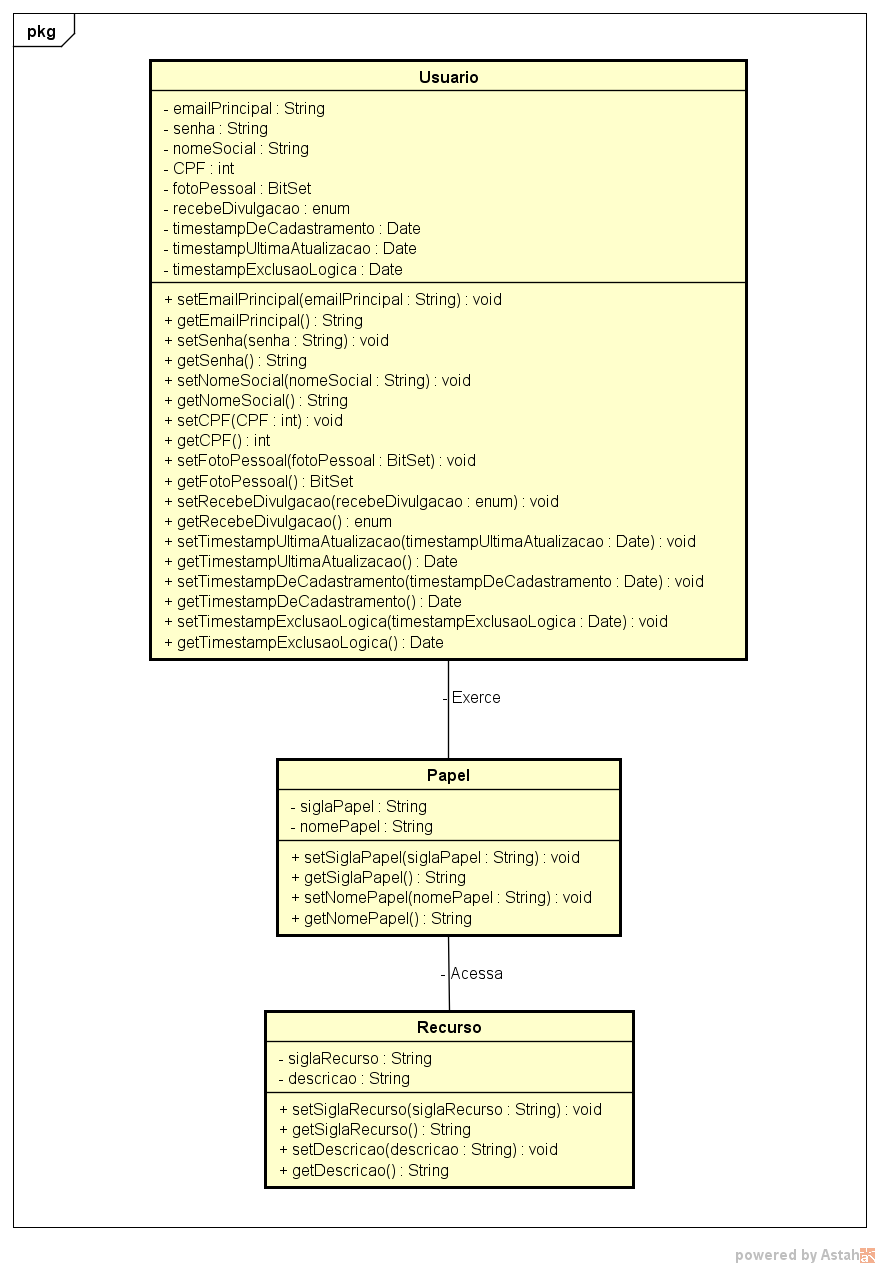 pkg
Usuario
- emailPrincipal : String
- senha : String
- nomeSocial : String
- CPF : int
- fotoPessoal : BitSet
- recebeDivulgacao : enum
- timestampDeCadastramento : Date
- timestampUltimaAtualizacao : Date
- timestampExclusaoLogica : Date
+ setEmailPrincipal(emailPrincipal : String) : void
+ getEmailPrincipal() : String
+ setSenha(senha : String) : void
+ getSenha() : String
+ setNomeSocial(nomeSocial : String) : void
+ getNomeSocial() : String
+ setCPF(CPF : int) : void
+ getCPF() : int
+ setFotoPessoal(fotoPessoal : BitSet) : void
+ getFotoPessoal() : BitSet
+ setRecebeDivulgacao(recebeDivulgacao : enum) : void
+ getRecebeDivulgacao() : enum
+ setTimestampUltimaAtualizacao(timestampUltimaAtualizacao : Date) : void
+ getTimestampUltimaAtualizacao() : Date
+ setTimestampDeCadastramento(timestampDeCadastramento : Date) : void
+ getTimestampDeCadastramento() : Date
+ setTimestampExclusaoLogica(timestampExclusaoLogica : Date) : void
+ getTimestampExclusaoLogica() : Date
- Exerce
Papel
- siglaPapel : String
- nomePapel : String
+ setSiglaPapel(siglaPapel : String) : void
+ getSiglaPapel() : String
+ setNomePapel(nomePapel : String) : void
+ getNomePapel() : String
- Acessa
Recurso
- siglaRecurso : String
- descricao : String
+ setSiglaRecurso(siglaRecurso : String) : void
+ getSiglaRecurso() : String
+ setDescricao(descricao : String) : void
+ getDescricao() : String
powered by Astah